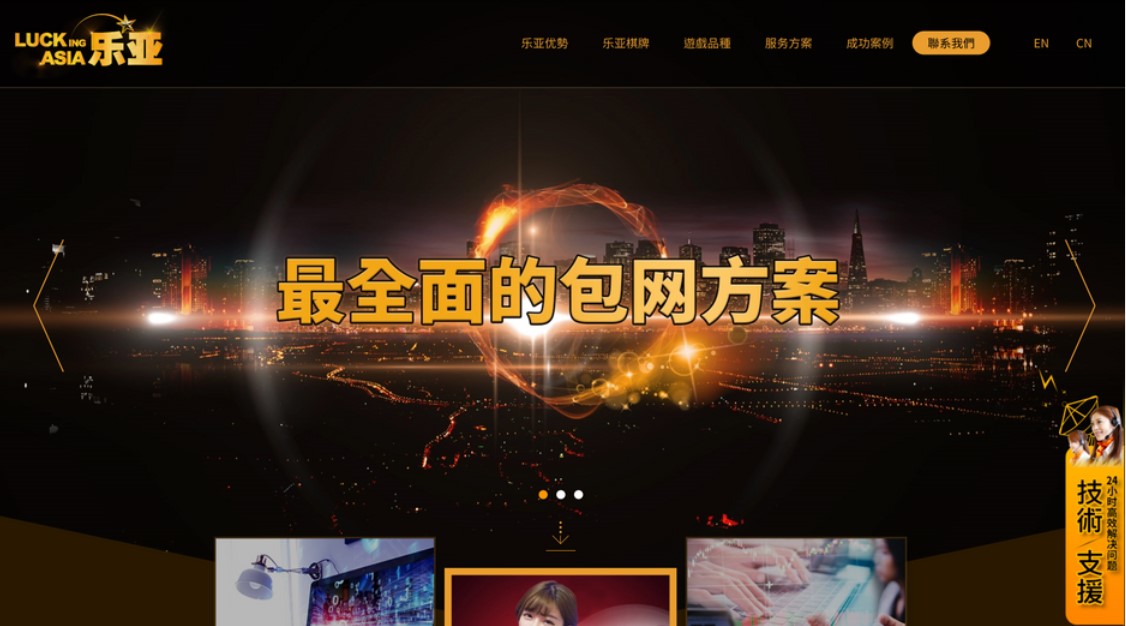 LUCKING
ASIA 乐亚
乐亚优势
乐亚棋牌
遊戲品種
服务方案
成功案例
聯系我們
EN
CN
最全面的包网方案
24小时高效解决问题
技術 支援